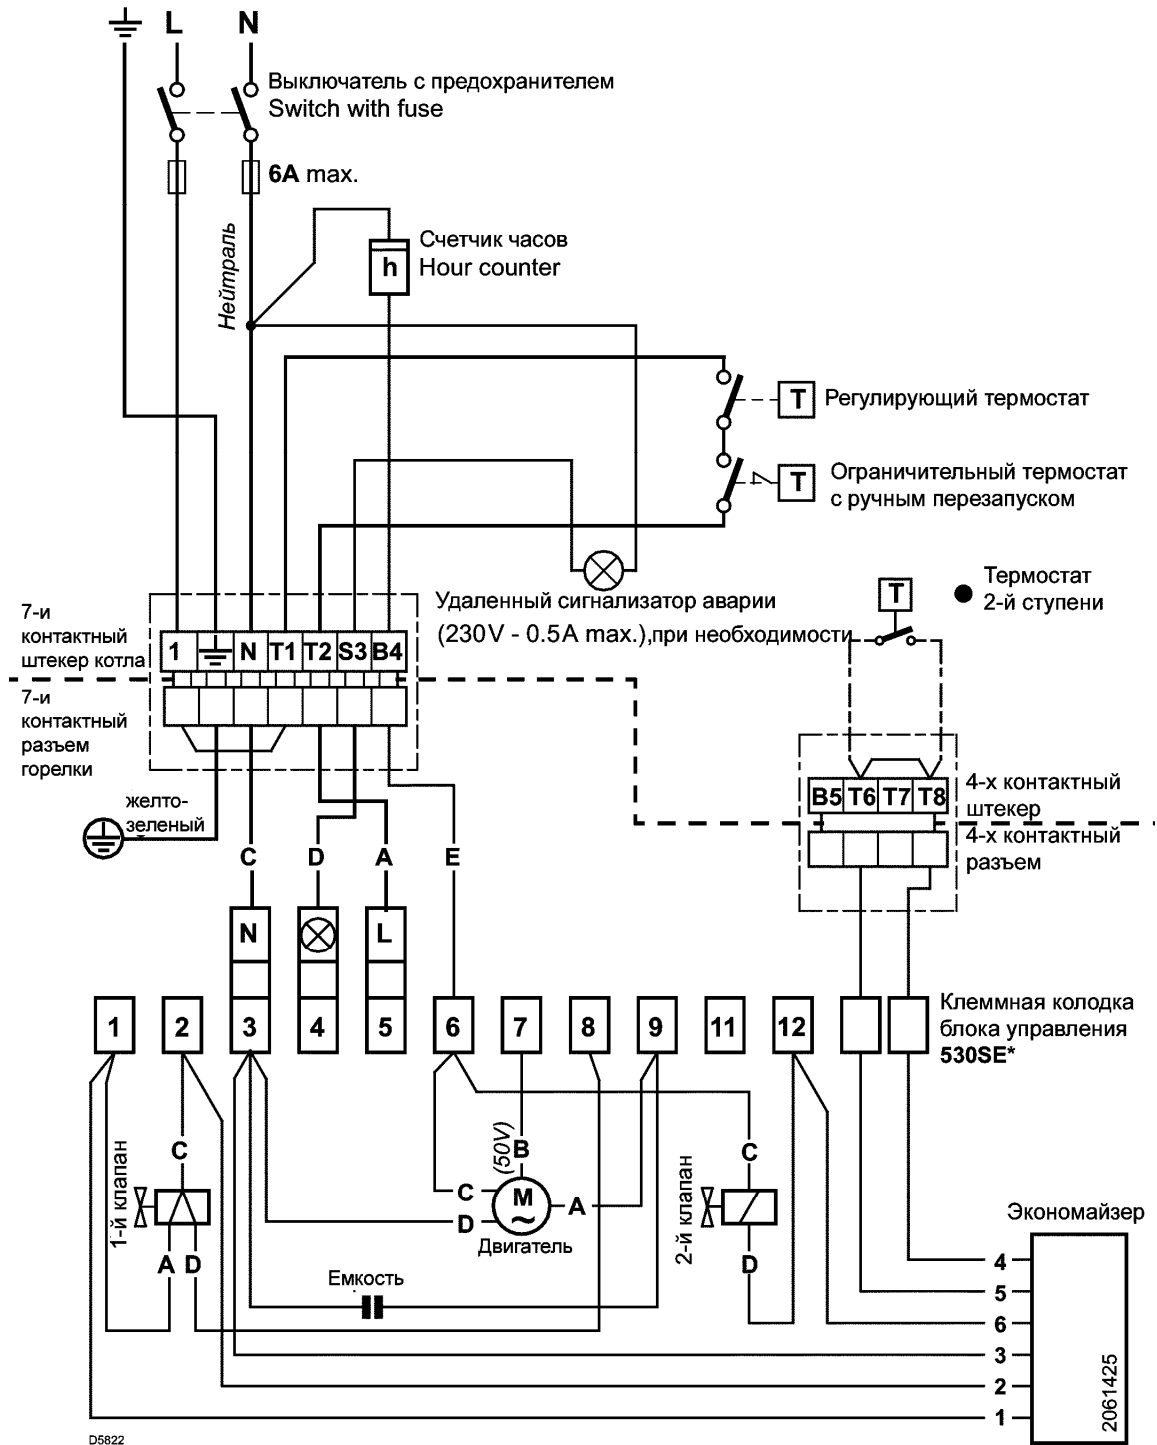 L N
Выключатель с предохранителем
Switch with fuse
6A max.
Нейтраль
Счетчик часов
Hour counter
h
T Регулирующий термостат
T Ограничительный термостат
с ручным перезапуском
T Термостат
2-й ступени
Удаленный сигнализатор аварии
(230V - 0.5A max.),при необходимости
7-и
контактный
штекер котла
1 N T1 T2 S3 B4
7-и
контактный
разъем
горелки
желто-
зеленый
B5 T6 T7 T8
4-х контактный
штекер
4-х контактный
разъем
C D A E
N L
1 2 3 4 5 6 7 8 9 11 12
Клеммная колодка
блока управления
530SE*
1-й клапан
C
A D
(50V)
B
C
D
M
~
A
Двигатель
2-й клапан
C
D
Емкость
Экономайзер
4
5
6
3
2
1
2061425
D5822